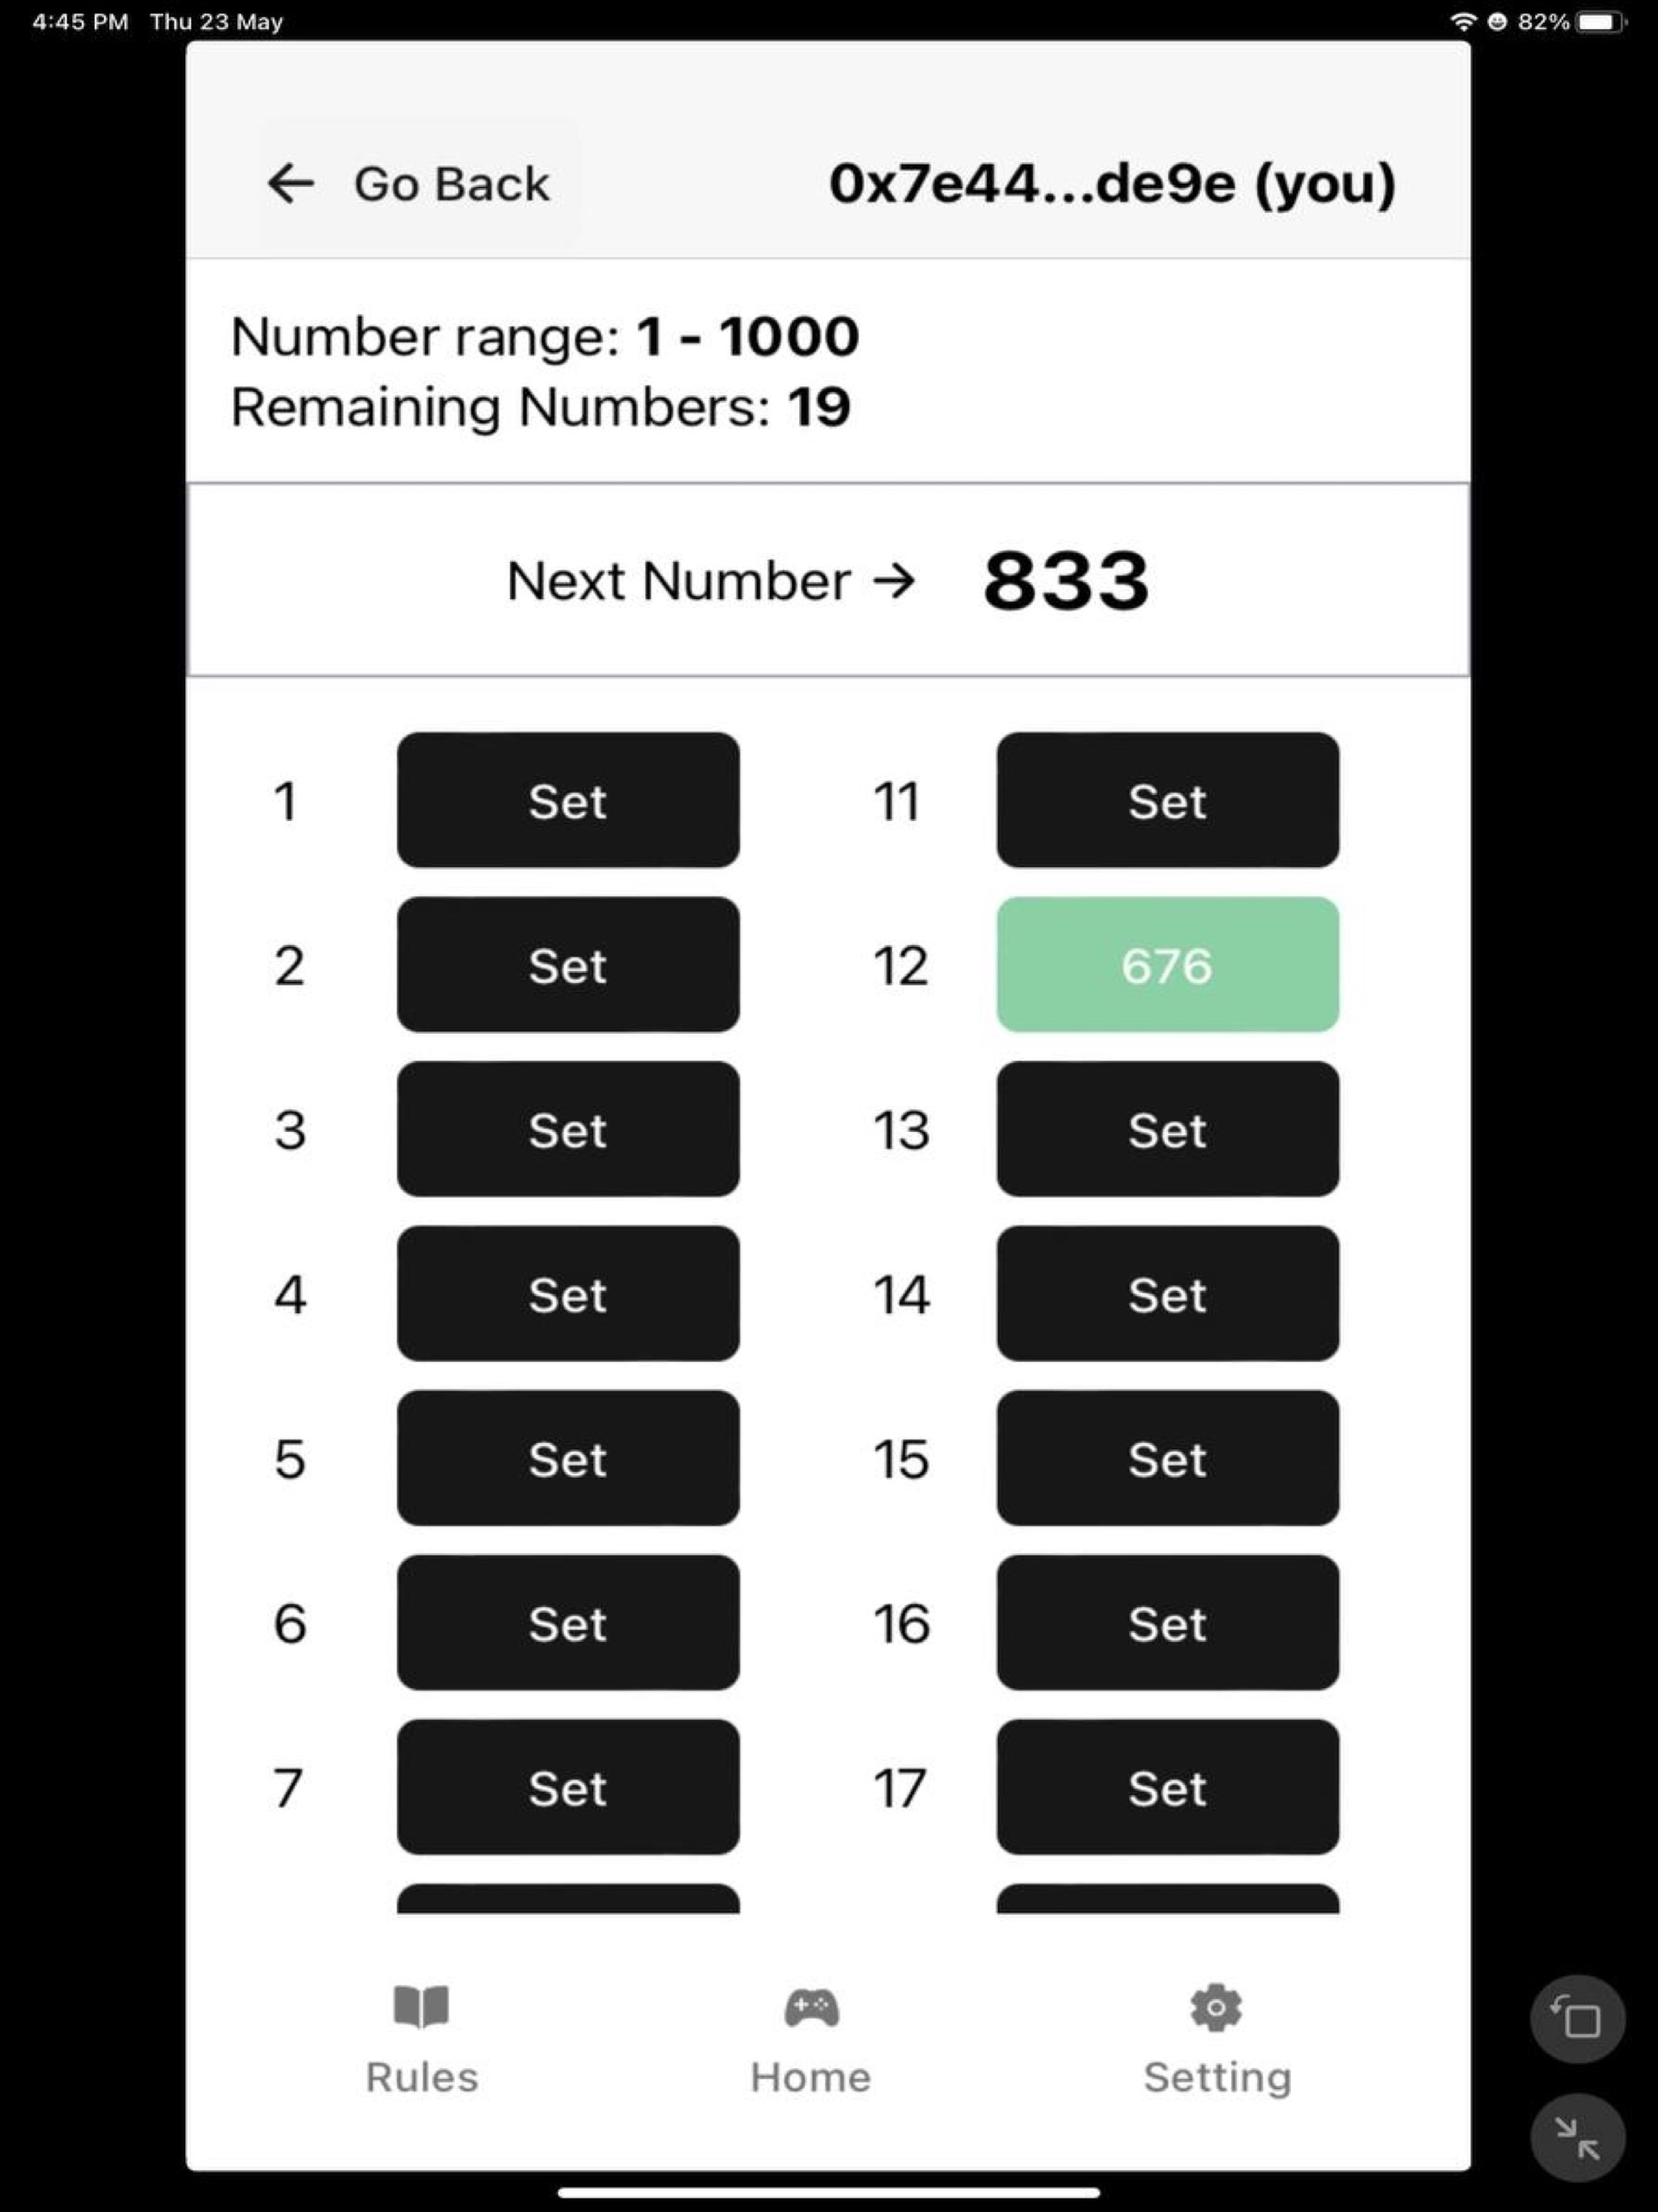 4:45 PM Thu 23 May 82%
← Go Back 0x7e44...de9e (you)
Number range: 1 - 1000
Remaining Numbers: 19
Next Number → 833
1 Set 11 Set
2 Set 12 676
3 Set 13 Set
4 Set 14 Set
5 Set 15 Set
6 Set 16 Set
7 Set 17 Set
Rules Home Setting